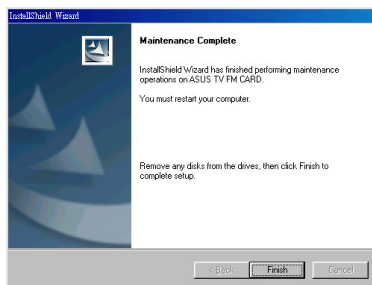 InstallShield Wizard
Maintenance Complete
InstallShield Wizard has finished performing maintenance
operations on ASUS TV FM CARD.
You must restart your computer.
Remove any disks from the drives, then click Finish to
complete setup.
< Back
Finish
Cancel